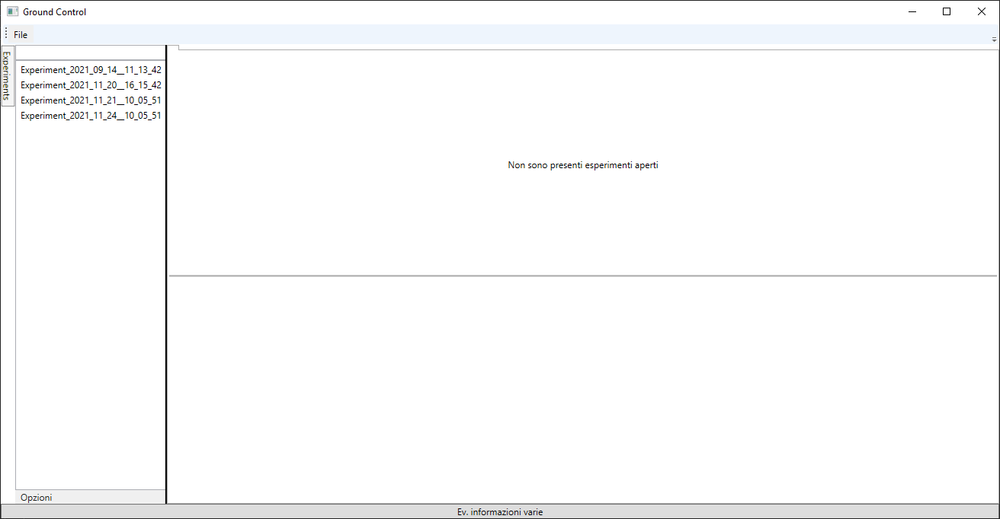 Ground Control
File
Experiments
Experiment_2021_09_14__11_13_42
Experiment_2021_11_20__16_15_42
Experiment_2021_11_21__10_05_51
Experiment_2021_11_24__10_05_51
Non sono presenti esperimenti aperti
Opzioni
Ev. informazioni varie